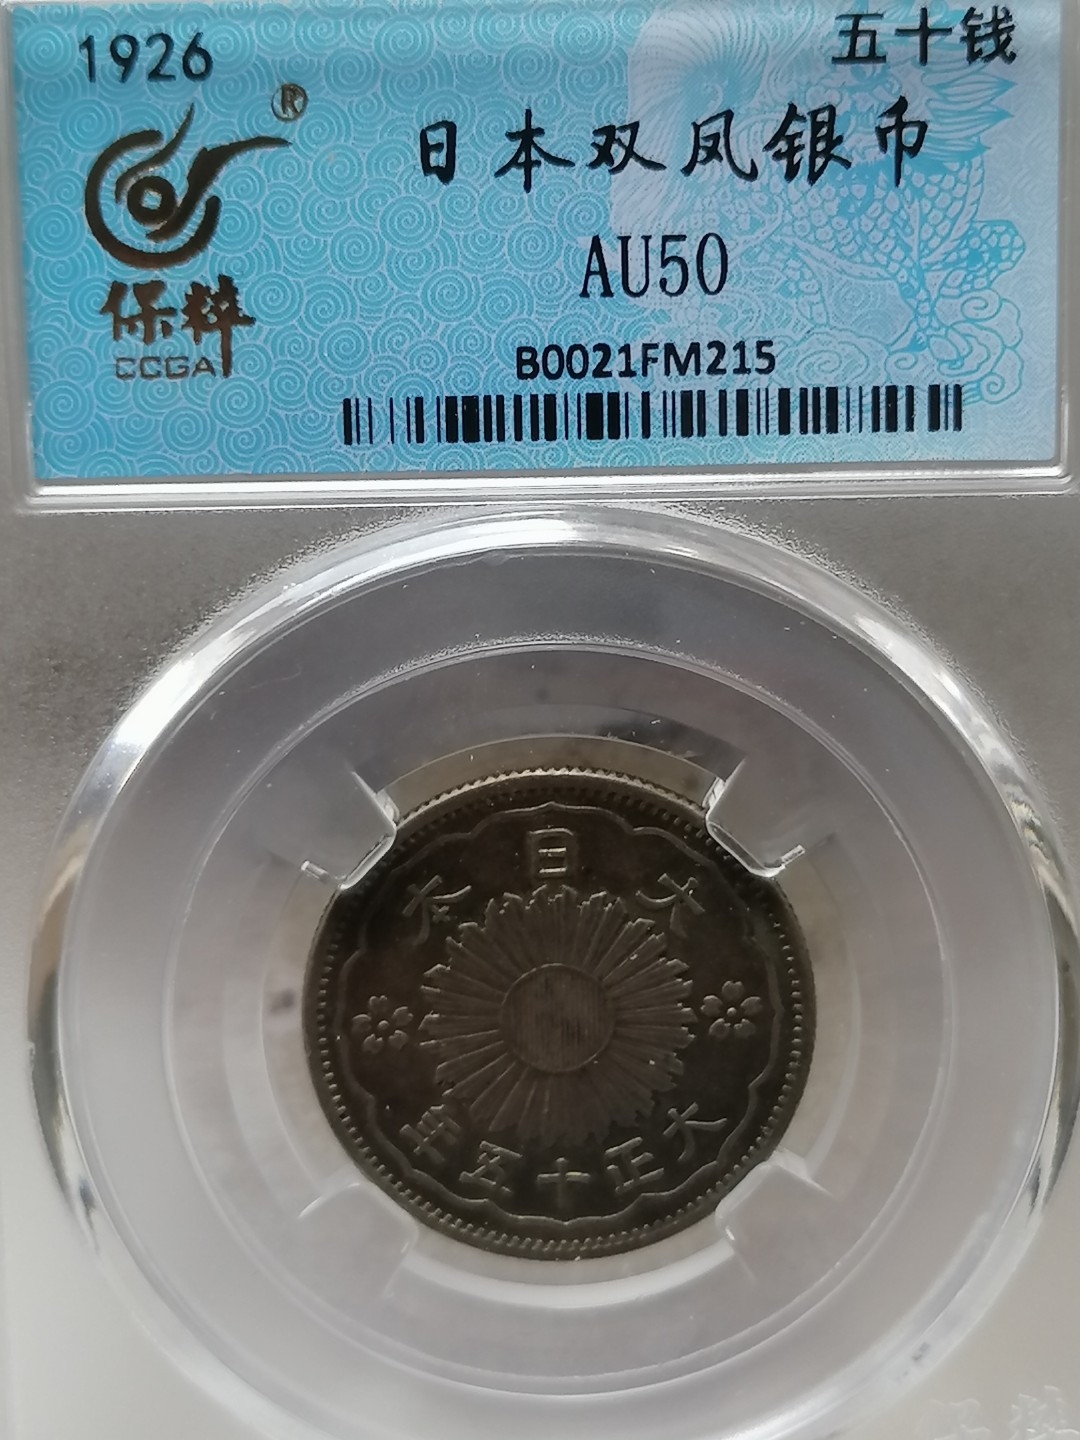 1926
五十钱
®
日本双凤银币
AU50
保粹
CCGA
B0021FM215
大日本
大正十五年